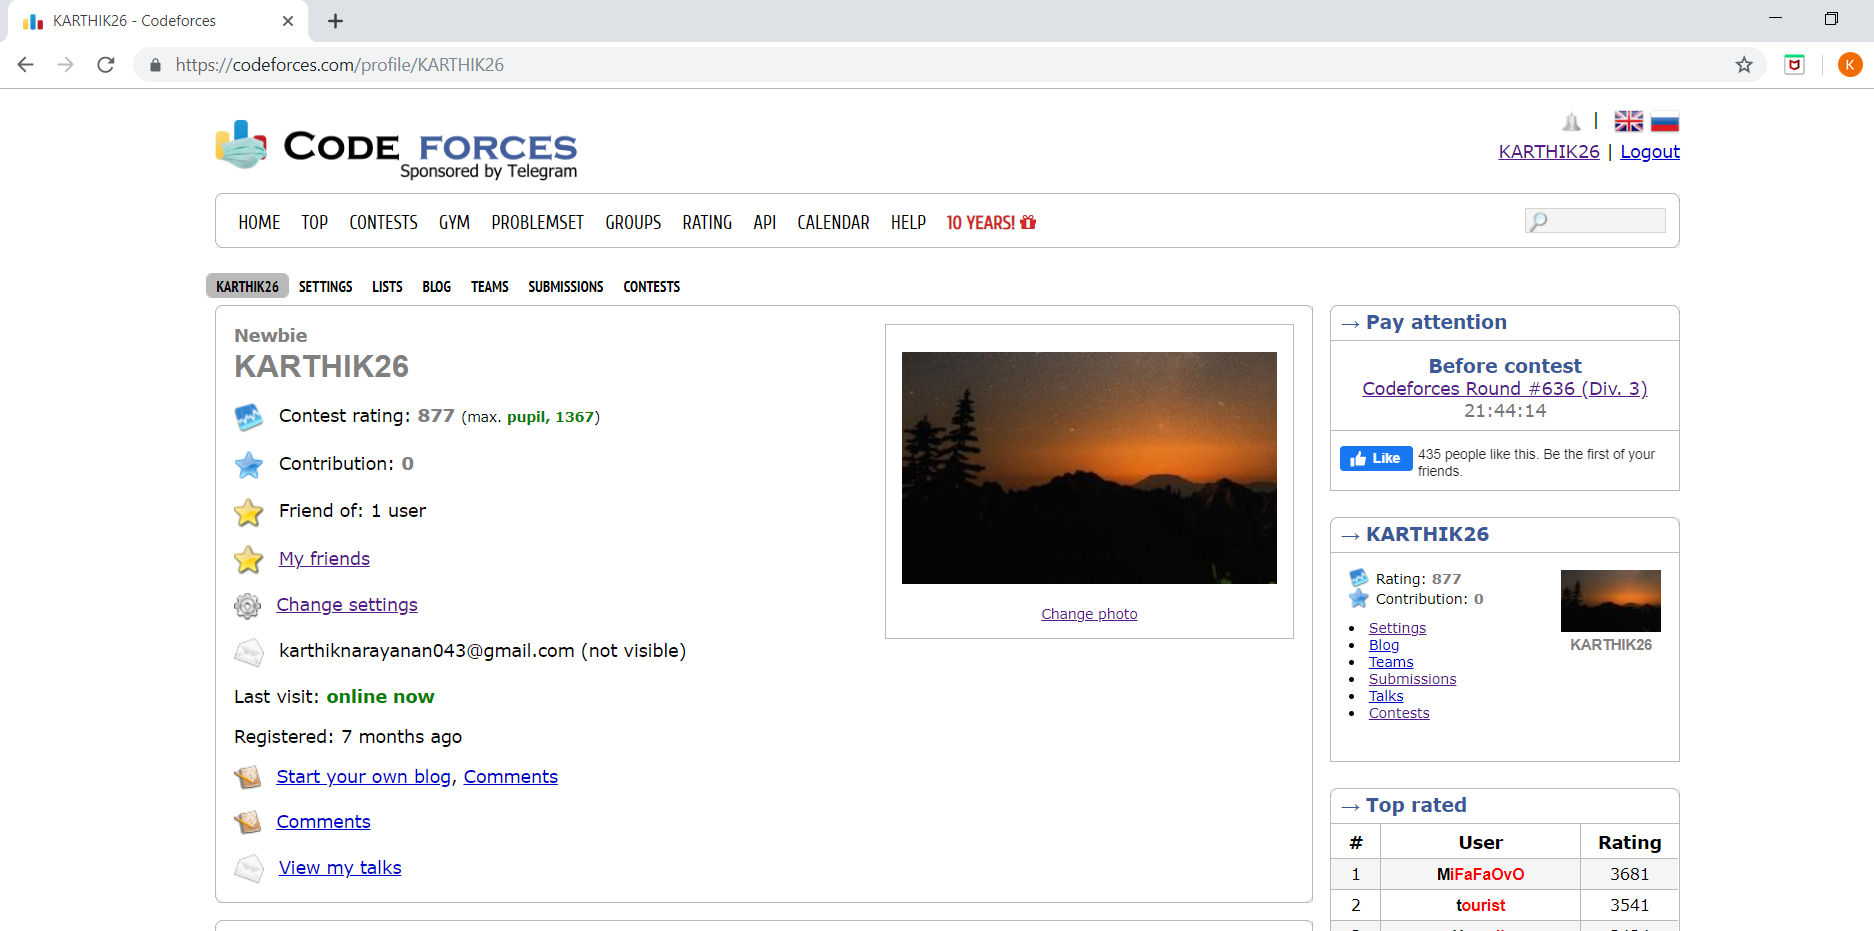 KARTHIK26 - Codeforces
https://codeforces.com/profile/KARTHIK26
K
CODE FORCES
Sponsored by Telegram
KARTHIK26 | Logout
HOME TOP CONTESTS GYM PROBLEMSET GROUPS RATING API CALENDAR HELP 10 YEARS!
KARTHIK26 SETTINGS LISTS BLOG TEAMS SUBMISSIONS CONTESTS
Newbie
KARTHIK26
Contest rating: 877 (max. pupil, 1367)
Contribution: 0
Friend of: 1 user
My friends
Change settings
karthiknarayanan043@gmail.com (not visible)
Last visit: online now
Registered: 7 months ago
Start your own blog, Comments
Comments
View my talks
Change photo
→ Pay attention
Before contest
Codeforces Round #636 (Div. 3)
21:44:14
Like
435 people like this. Be the first of your
friends.
→ KARTHIK26
Rating: 877
Contribution: 0
Settings
Blog
Teams
Submissions
Talks
Contests
KARTHIK26
→ Top rated
# User Rating
1 MiFaFaOvO 3681
2 tourist 3541